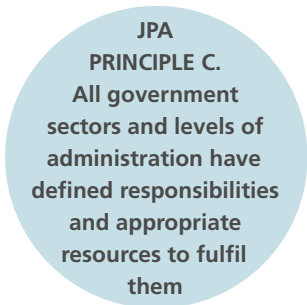 JPA
PRINCIPLE C.
All government
sectors and levels of
administration have
defined responsibilities
and appropriate
resources to fulfil
them